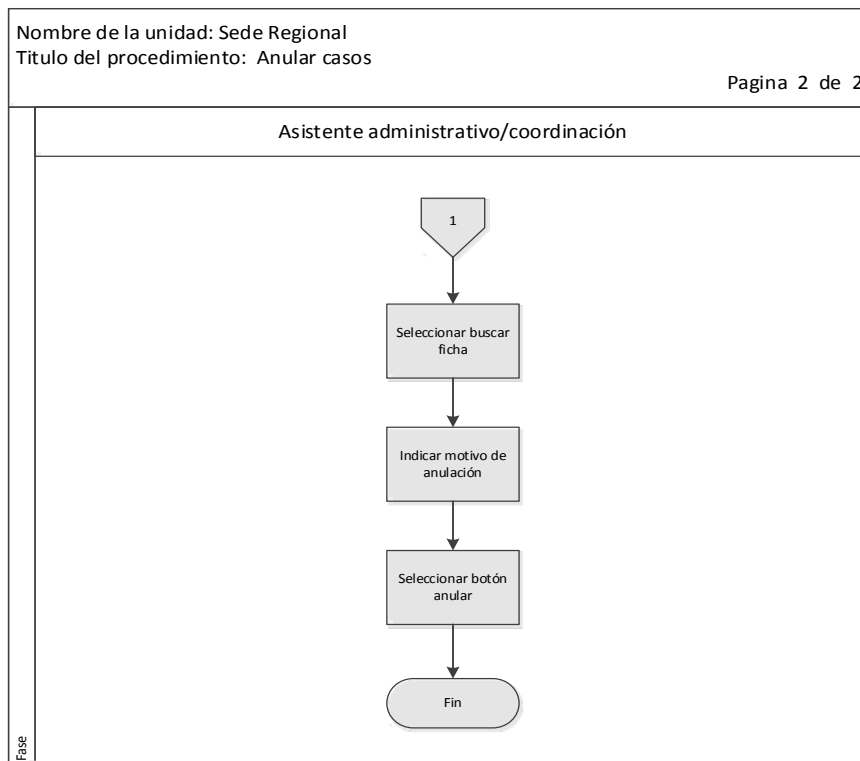 Nombre de la unidad: Sede Regional
Titulo del procedimiento: Anular casos
Pagina 2 de 2
Asistente administrativo/coordinación
1
Seleccionar buscar
ficha
Indicar motivo de
anulación
Seleccionar botón
anular
Fin
Fase